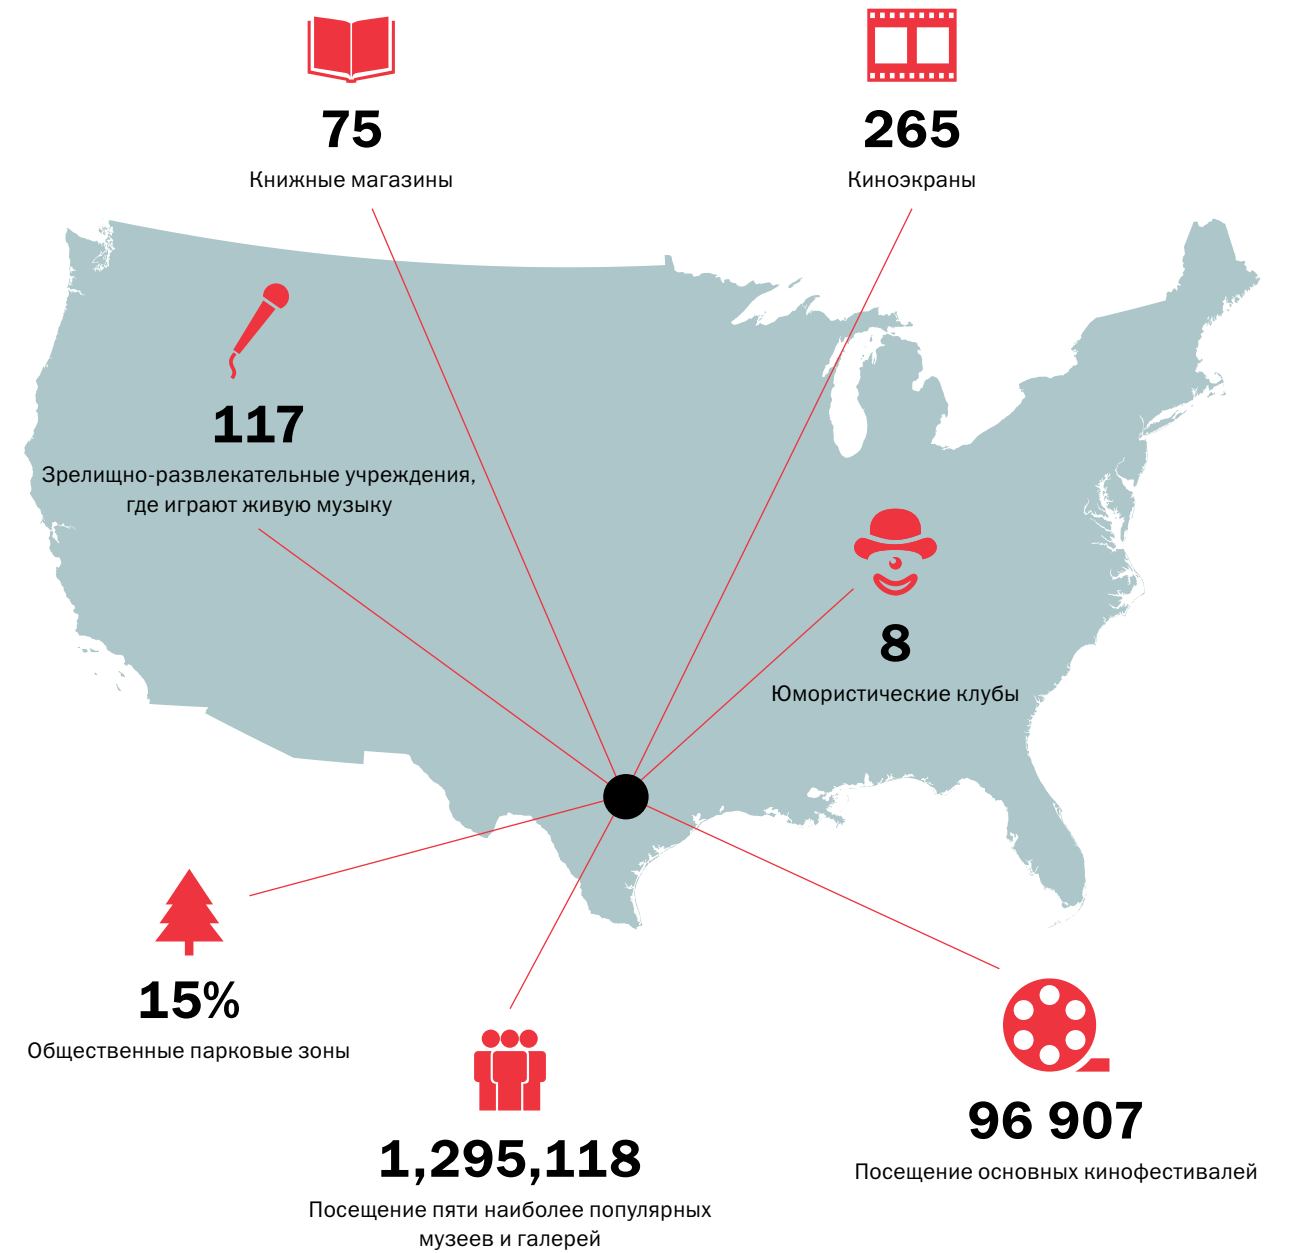 75
Книжные магазины
265
Киноэкраны
117
Зрелищно-развлекательные учреждения,
где играют живую музыку
8
Юмористические клубы
15%
Общественные парковые зоны
1,295,118
Посещение пяти наиболее популярных
музеев и галерей
96 907
Посещение основных кинофестивалей